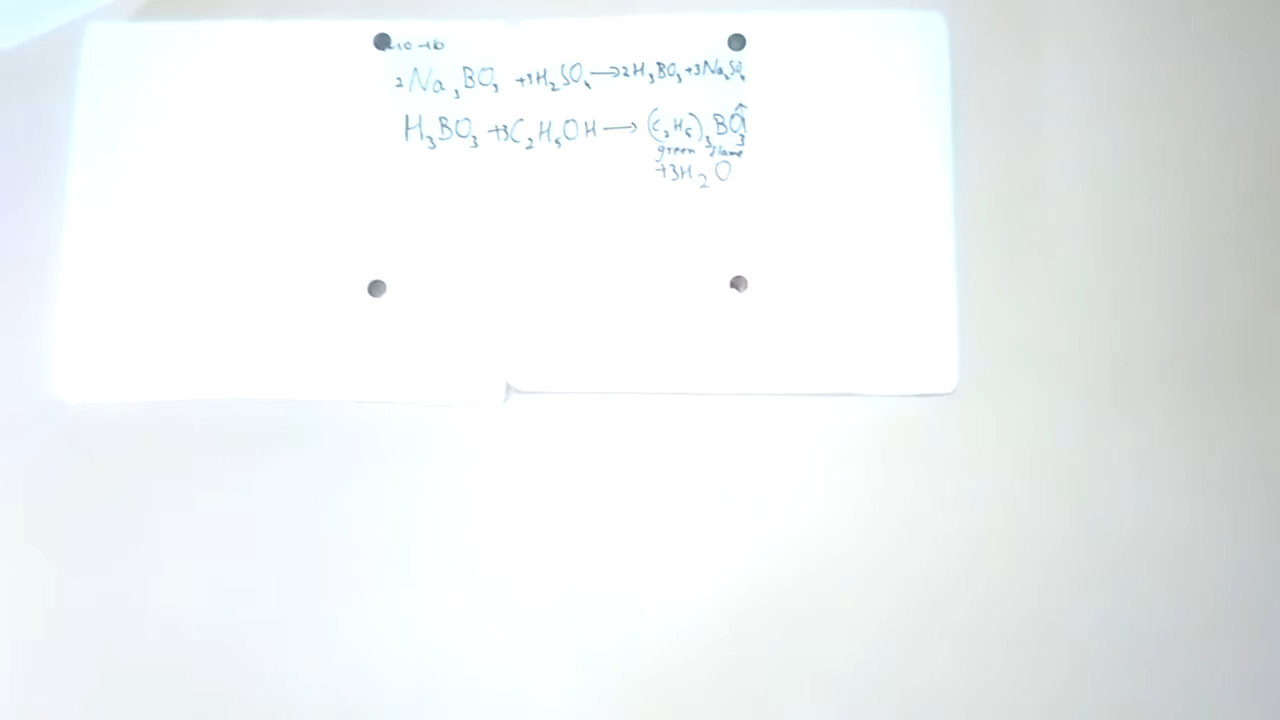 2Na₃BO₃ +3H₂SO₄ → 2H₃BO₃+3Na₂SO₄
H₃BO₃ +3C₂H₅OH → (C₂H₅)₃BO₃↑
green flame
+3H₂O